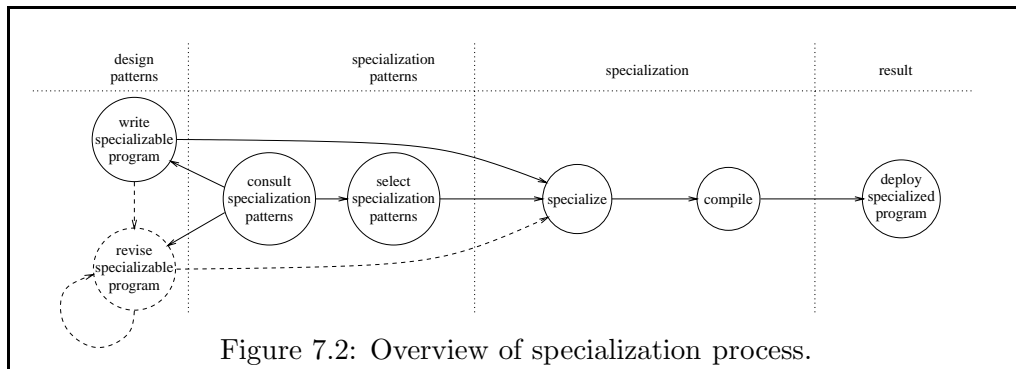 design
patterns
specialization
patterns
specialization
result
write
specializable
program
consult
specialization
patterns
select
specialization
patterns
specialize
compile
deploy
specialized
program
revise
specializable
program
Figure 7.2: Overview of specialization process.